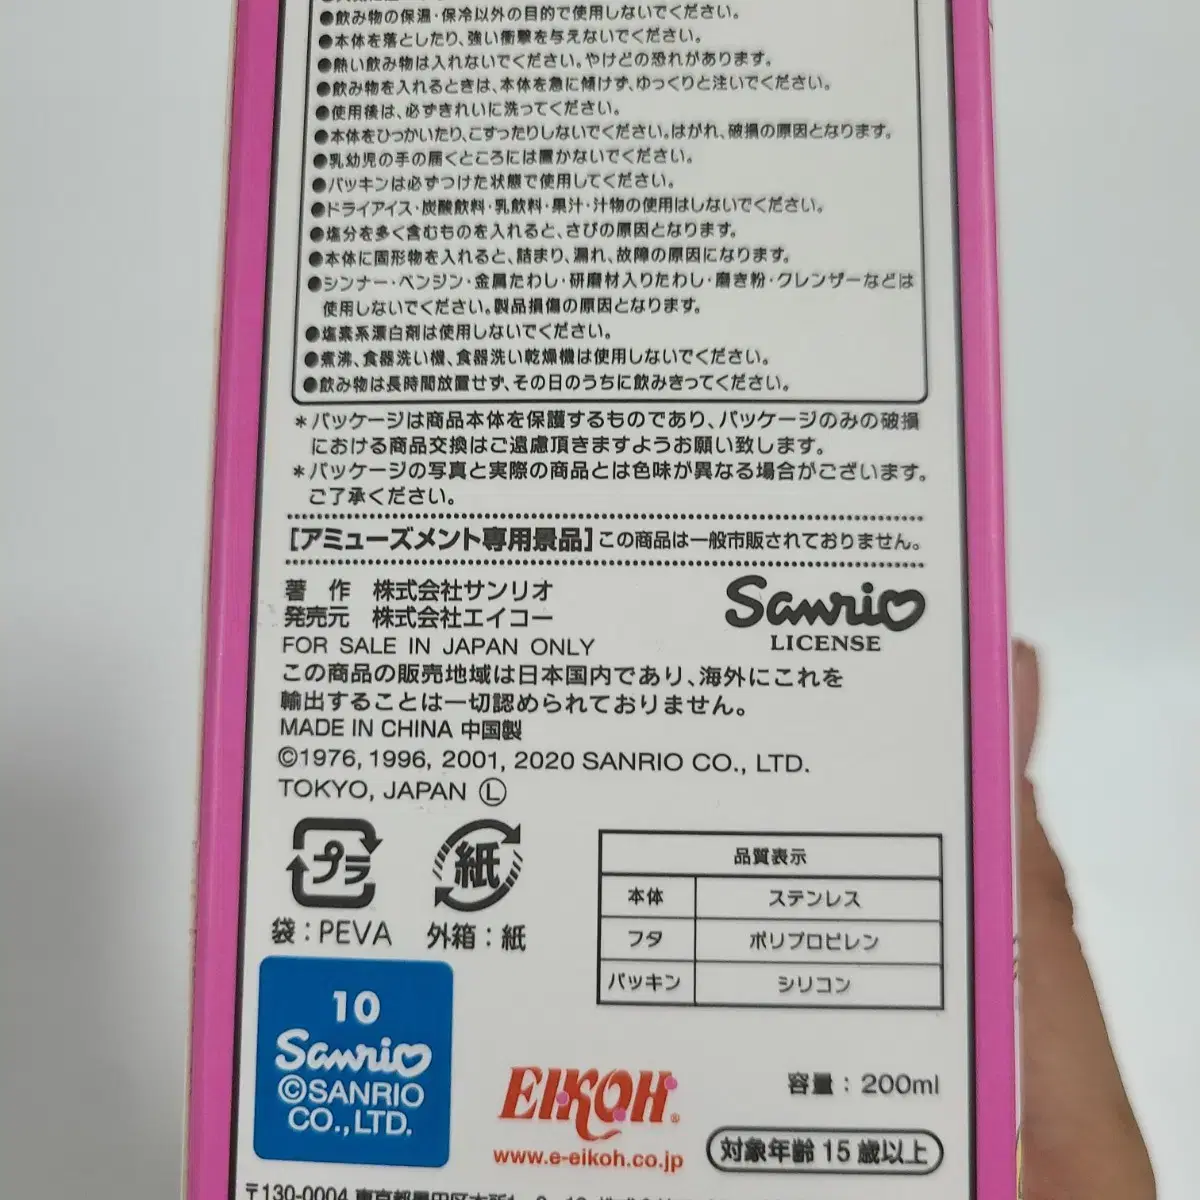 ●飲み物の保温・保冷以外の目的で使用しないでください。
●本体を落としたり、強い衝撃を与えないでください。
●熱い飲み物は入れないでください。やけどの恐れがあります。
●飲み物を入れるときは、本体を急に傾けず、ゆっくりと注いでください。
●使用後は、必ずきれいに洗ってください。
●本体をひっかいたり、こすったりしないでください。はがれ、破損の原因となります。
●乳幼児の手の届くところには置かないでください。
●パッキンは必ずつけた状態で使用してください。
●ドライアイス・炭酸飲料・乳飲料・果汁・汁物の使用はしないでください。
●塩分を多く含むものを入れると、さびの原因となります。
●本体に固形物を入れると、詰まり、漏れ、故障の原因になります。
●シンナー・ベンジン・金属たわし・研磨材入りたわし・磨き粉・クレンザーなどは
使用しないでください。製品損傷の原因となります。
●塩素系漂白剤は使用しないでください。
●煮沸、食器洗い機、食器洗い乾燥機は使用しないでください。
●飲み物は長時間放置せず、その日のうちに飲みきってください。
＊パッケージは商品本体を保護するものであり、パッケージのみの破損
における商品交換はご遠慮頂きますようお願い致します。
＊パッケージの写真と実際の商品とは色味が異なる場合がございます。
ご了承ください。
[アミューズメント専用景品]この商品は一般市販されておりません。
著 作 株式会社サンリオ
発売元 株式会社エイコー
Sanrio
LICENSE
FOR SALE IN JAPAN ONLY
この商品の販売地域は日本国内であり、海外にこれを
輸出することは一切認められておりません。
MADE IN CHINA 中国製
©1976, 1996, 2001, 2020 SANRIO CO., LTD.
TOKYO, JAPAN Ⓛ
プラ
袋：PEVA
紙
外箱：紙
品質表示
本体 ステンレス
フタ ポリプロピレン
パッキン シリコン
10
Sanrio
©SANRIO
CO.,LTD.
EIKOH®
www.e-eikoh.co.jp
容量：200ml
対象年齢15歳以上
〒130-0004 東京都墨田区本所1